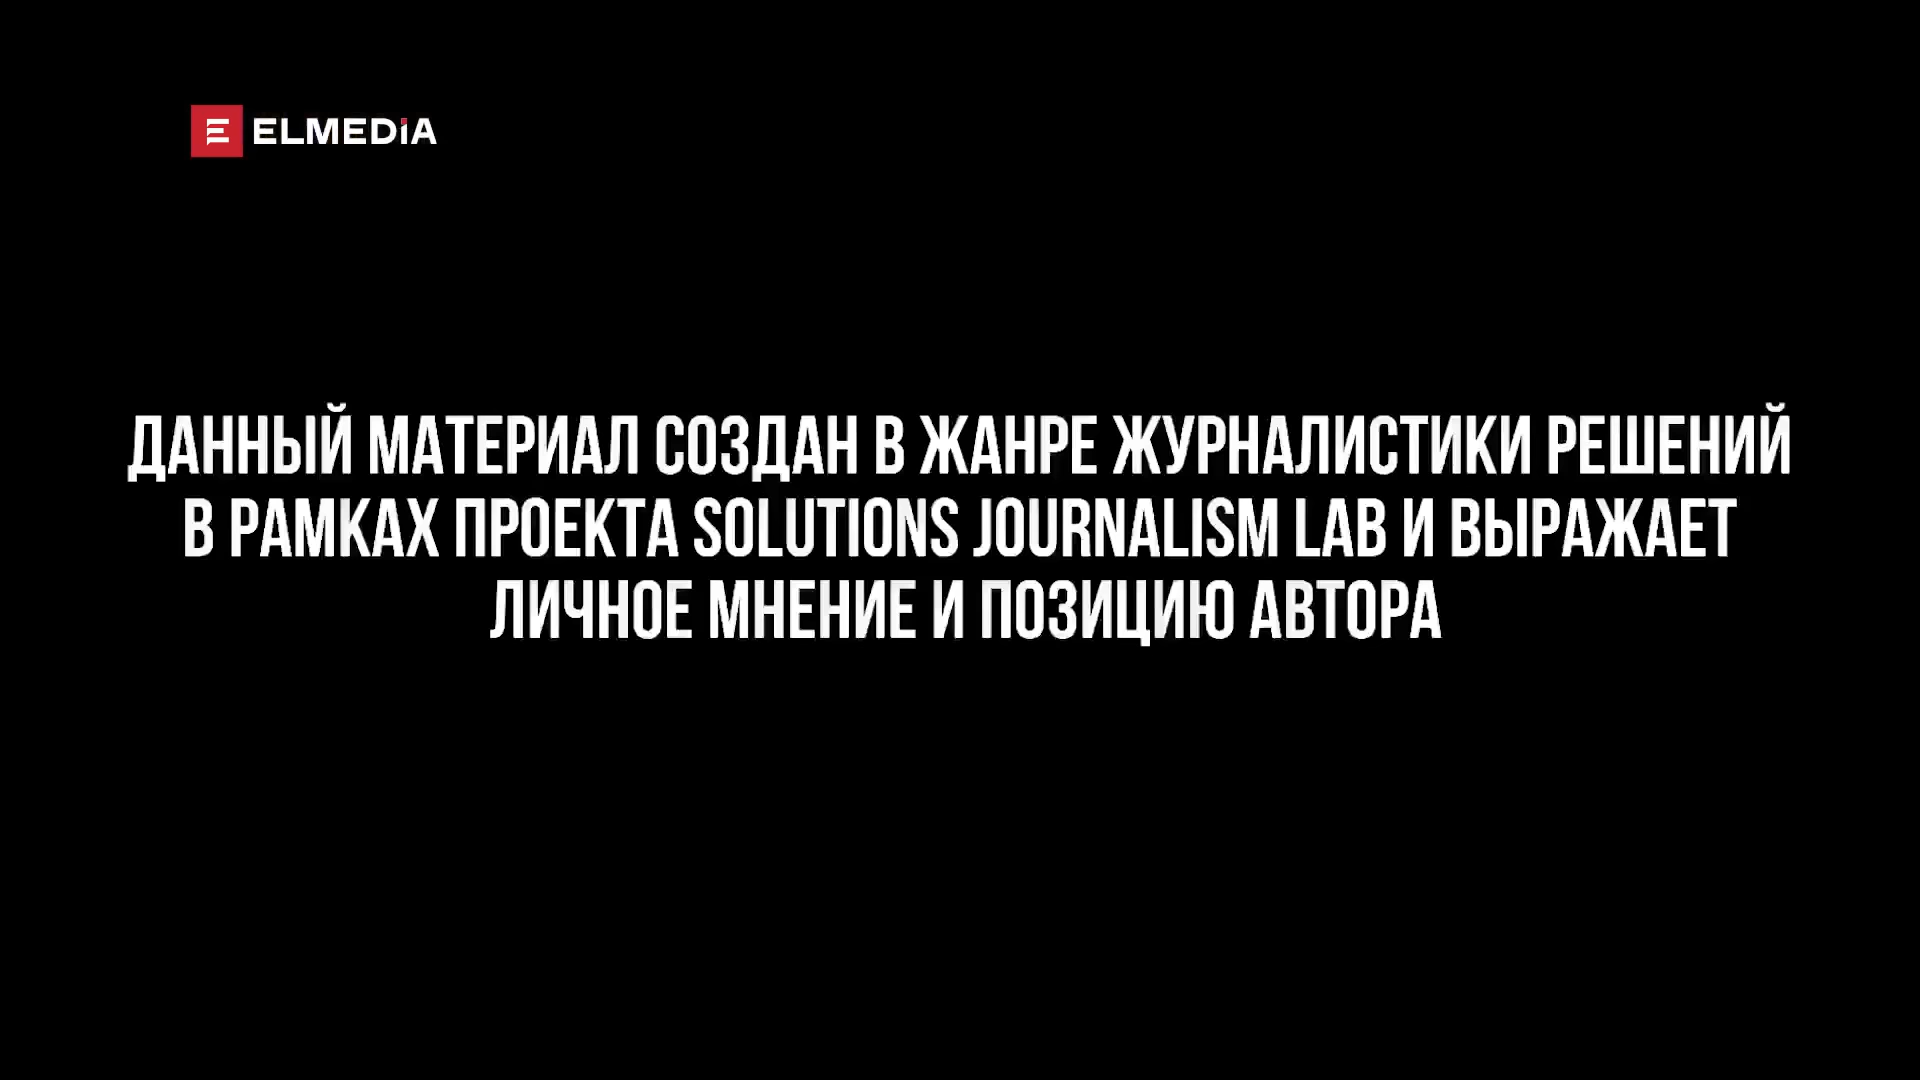 ELMEDIA
ДАННЫЙ МАТЕРИАЛ СОЗДАН В ЖАНРЕ ЖУРНАЛИСТИКИ РЕШЕНИЙ
В РАМКАХ ПРОЕКТА SOLUTIONS JOURNALISM LAB И ВЫРАЖАЕТ
ЛИЧНОЕ МНЕНИЕ И ПОЗИЦИЮ АВТОРА